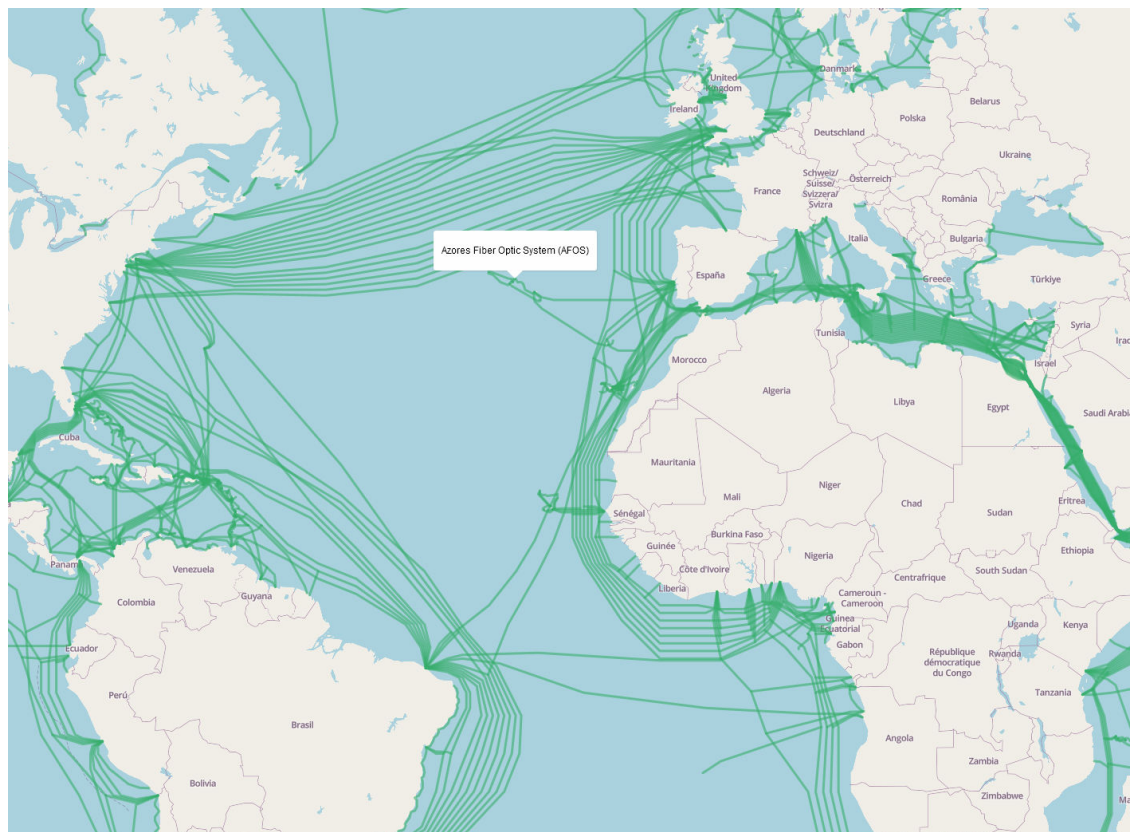 United
Kingdom
Ireland
Danmark
Belarus
Polska
Deutschland
Ukraine
Schweiz/
Suisse/
Svizzera/
Svizra
Österreich
France
România
Azores Fiber Optic System (AFOS)
Italia
Bulgaria
España
Greece
Türkiye
Tunisia
Syria
Israel
Morocco
Algeria
Libya
Egypt
Saudi Arabia
Cuba
Mauritania
Mali
Niger
Chad
Sudan
Eritrea
Sénégal
Burkina Faso
Guinée
Nigeria
Ethiopia
Côte d'Ivoire
Liberia
Centrafrique
South Sudan
Panam
Venezuela
Guyana
Colombia
Cameroun -
Cameroon
Guinea
Ecuatorial
Gabon
Uganda
Kenya
Rwanda
Ecuador
République
démocratique
du Congo
Tanzania
Perú
Brasil
Angola
Zambia
Bolivia
Zimbabwe